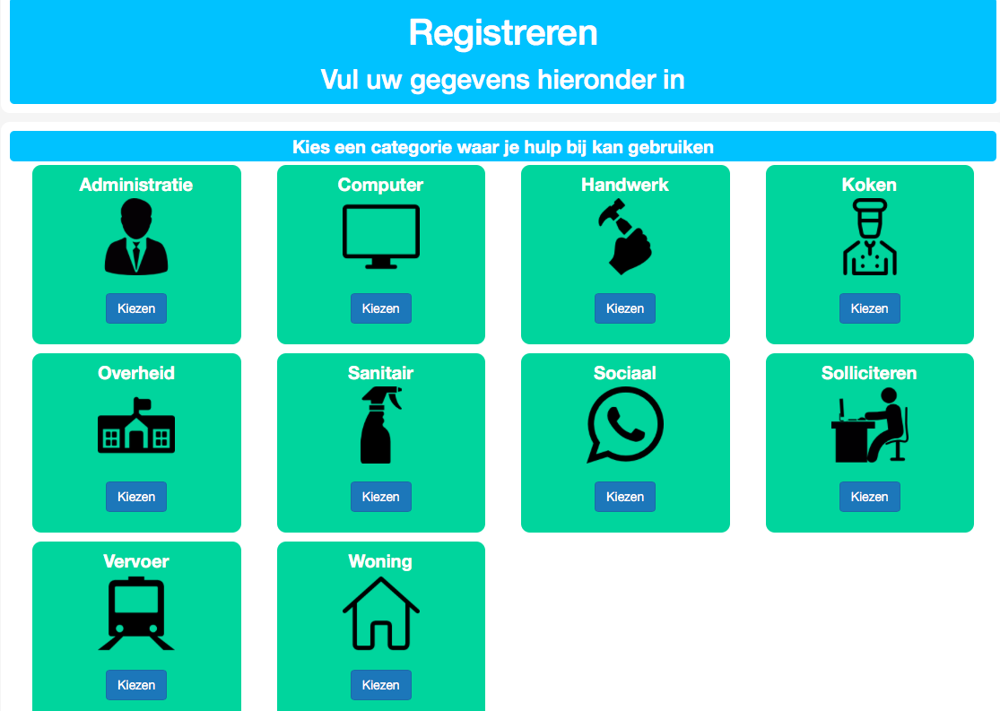 Registreren
Vul uw gegevens hieronder in
Kies een categorie waar je hulp bij kan gebruiken
Administratie
Computer
Handwerk
Koken
Kiezen
Kiezen
Kiezen
Kiezen
Overheid
Sanitair
Sociaal
Solliciteren
Kiezen
Kiezen
Kiezen
Kiezen
Vervoer
Woning
Kiezen
Kiezen